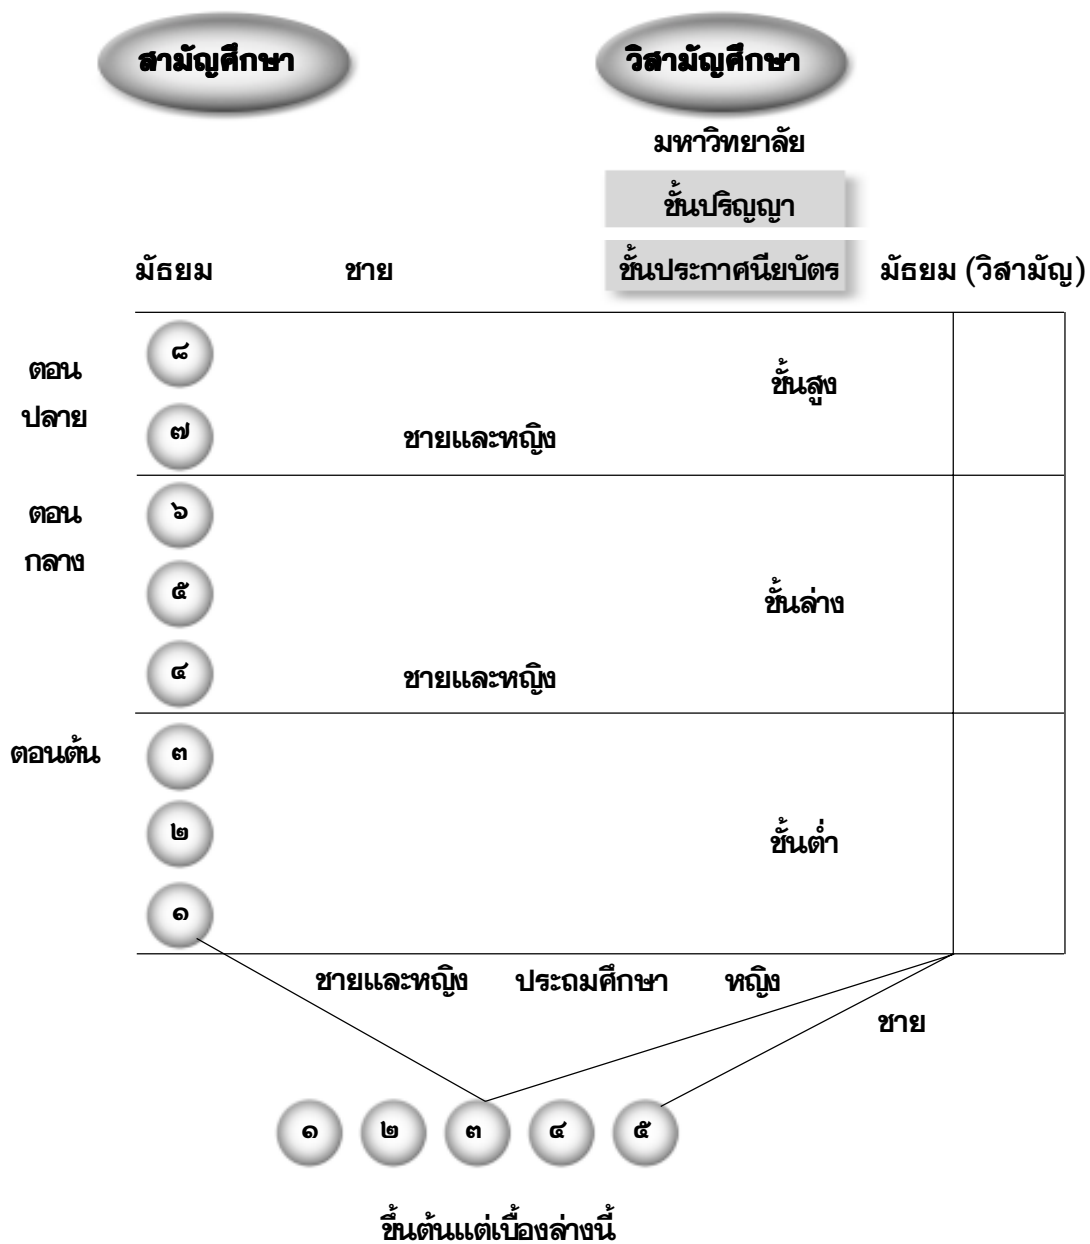 สามัญศึกษา วิสามัญศึกษา
มหาวิทยาลัย
ชั้นปริญญา
มัธยม ชาย ชั้นประกาศนียบัตร มัธยม (วิสามัญ)
๘
ตอน
ปลาย
ชั้นสูง
๗ ชายและหญิง
๖
ตอน
กลาง
๕
ชั้นล่าง
๔ ชายและหญิง
ตอนต้น ๓
๒ ชั้นต่ำ
๑
ชายและหญิง ประถมศึกษา หญิง
ชาย
๑ ๒ ๓ ๔ ๕
ขึ้นต้นแต่เบื้องล่างนี้